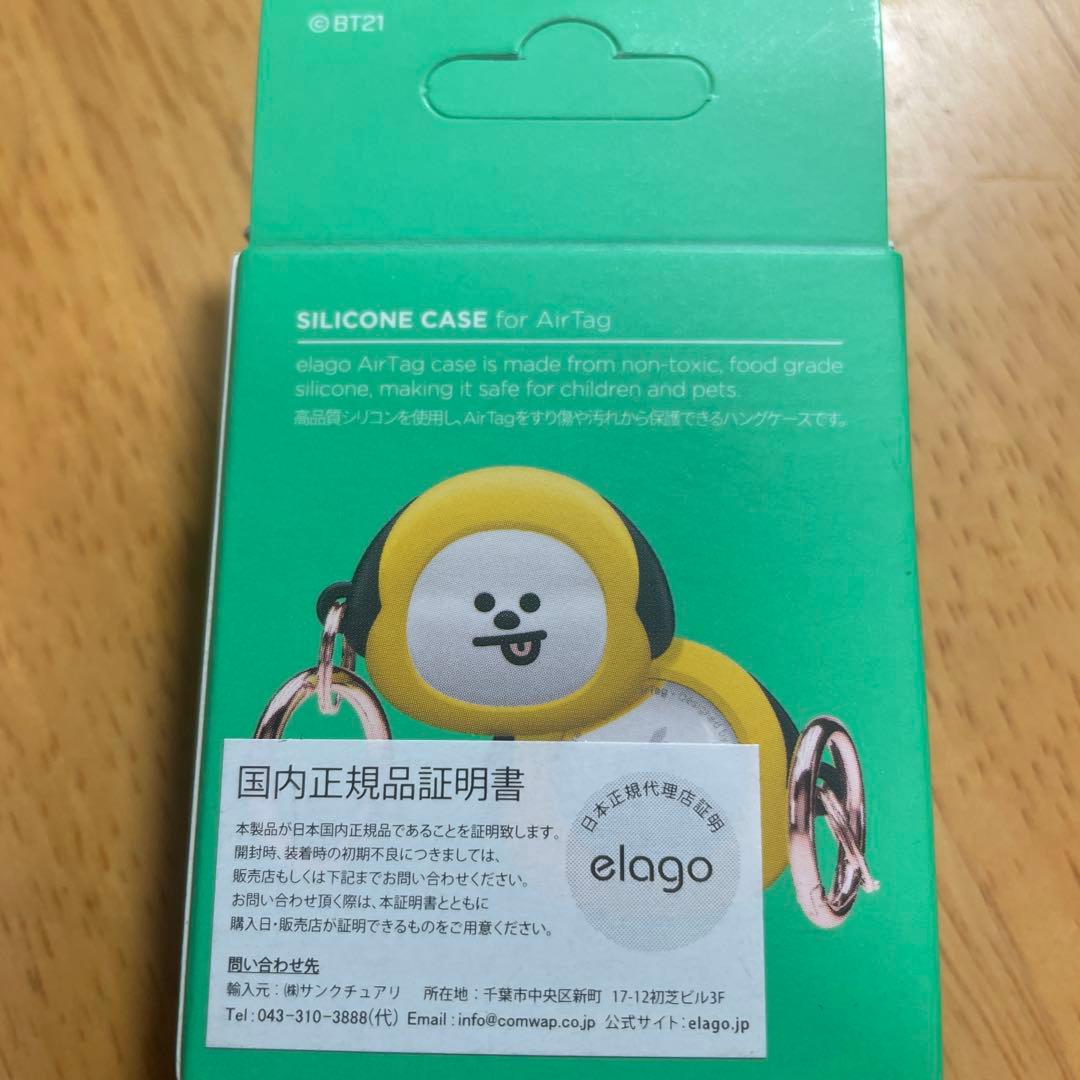 ©BT21
SILICONE CASE for AirTag
elago AirTag case is made from non-toxic, food grade
silicone, making it safe for children and pets.
高品質シリコンを使用し、AirTagをすり傷や汚れから保護できるハングケースです。
国内正規品証明書
本製品が日本国内正規品であることを証明致します。
開封時、装着時の初期不良につきましては、
販売店もしくは下記までお問い合わせください。
お問い合わせ頂く際は、本証明書とともに
購入日・販売店が証明できるものをご用意ください。
日本正規代理店証明
elago
問い合わせ先
輸入元：㈱サンクチュアリ 所在地：千葉市中央区新町 17-12初芝ビル3F
Tel:043-310-3888(代) Email:info@comwap.co.jp 公式サイト:elago.jp